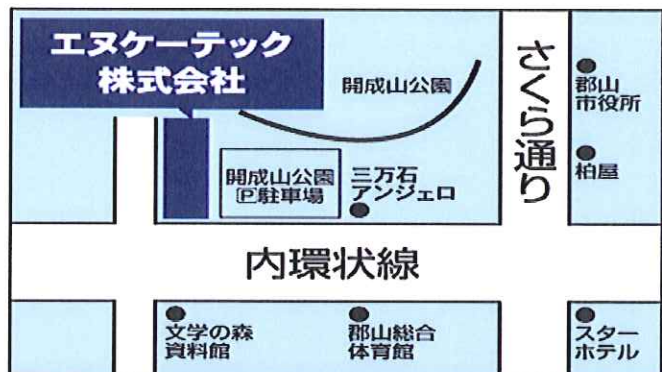 エヌケーテック
株式会社
開成山公園
さくら通り
郡山
市役所
柏屋
開成山公園
Ⓟ駐車場
三万石
アンジェロ
内環状線
文学の森
資料館
郡山総合
体育館
スター
ホテル